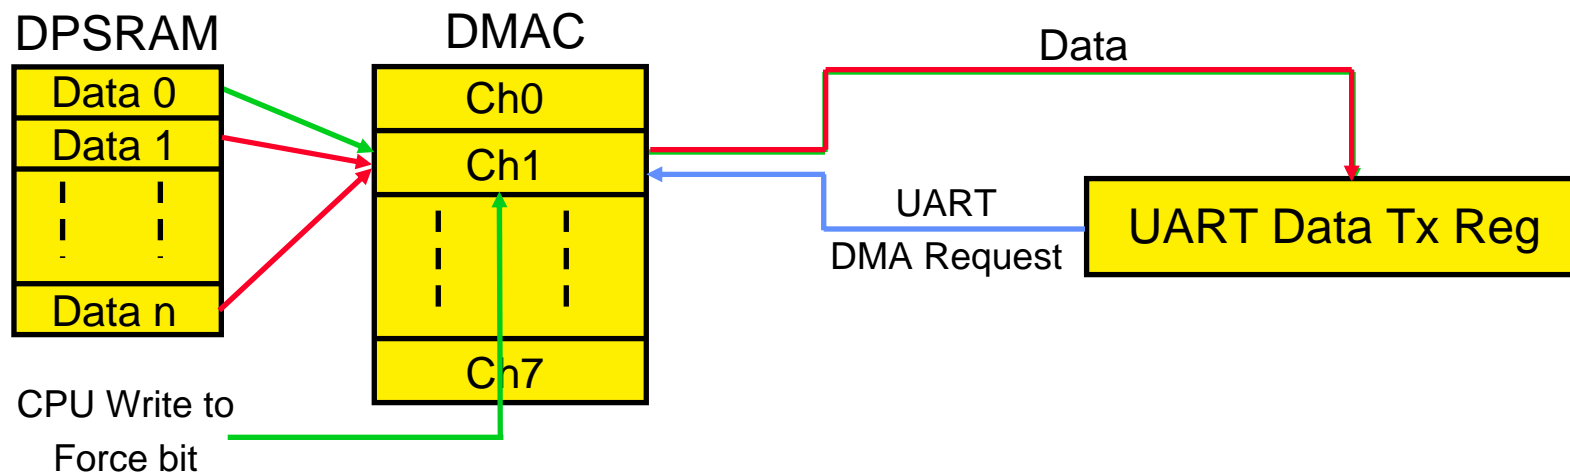 DPSRAM
Data 0
Data 1
Data n
DMAC
Ch0
Ch1
Ch7
Data
UART
DMA Request
UART Data Tx Reg
CPU Write to
Force bit